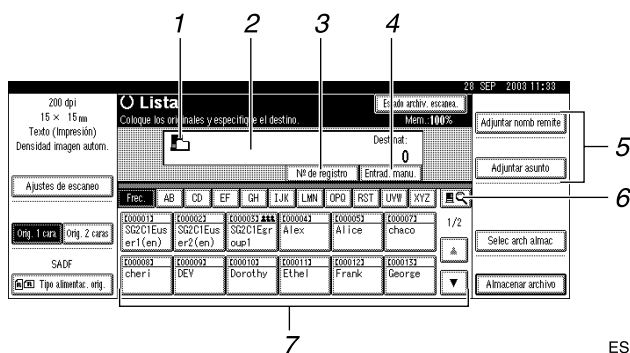 1 2 3 4
28 SEP 2003 11:33
200 dpi
15 × 15 mm
Texto (Impresión)
Densidad imagen autom.
Ajustes de escaneo
Orig. 1 cara Orig. 2 caras
SADF
Tipo alimentac. orig.
Lista
Estado archiv. escanea.
Coloque los originales y especifique el destino.
Mem.:100%
Destinat:
0
Nº de registro Entrad. manu.
Frec. AB CD EF GH IJK LMN OPQ RST UVW XYZ
[00001] [00002] [00003] [00004] [00005] [00007]
SG2C1Eus SG2C1Eus SG2C1Egr Alex Alice chaco
er1(en) er2(en) oup1
[00008] [00009] [00010] [00011] [00012] [00013]
cheri DEY Dorothy Ethel Frank George
1/2
Adjuntar nomb remite
Adjuntar asunto
Selec arch almac
Almacenar archivo
5
6
7
ES